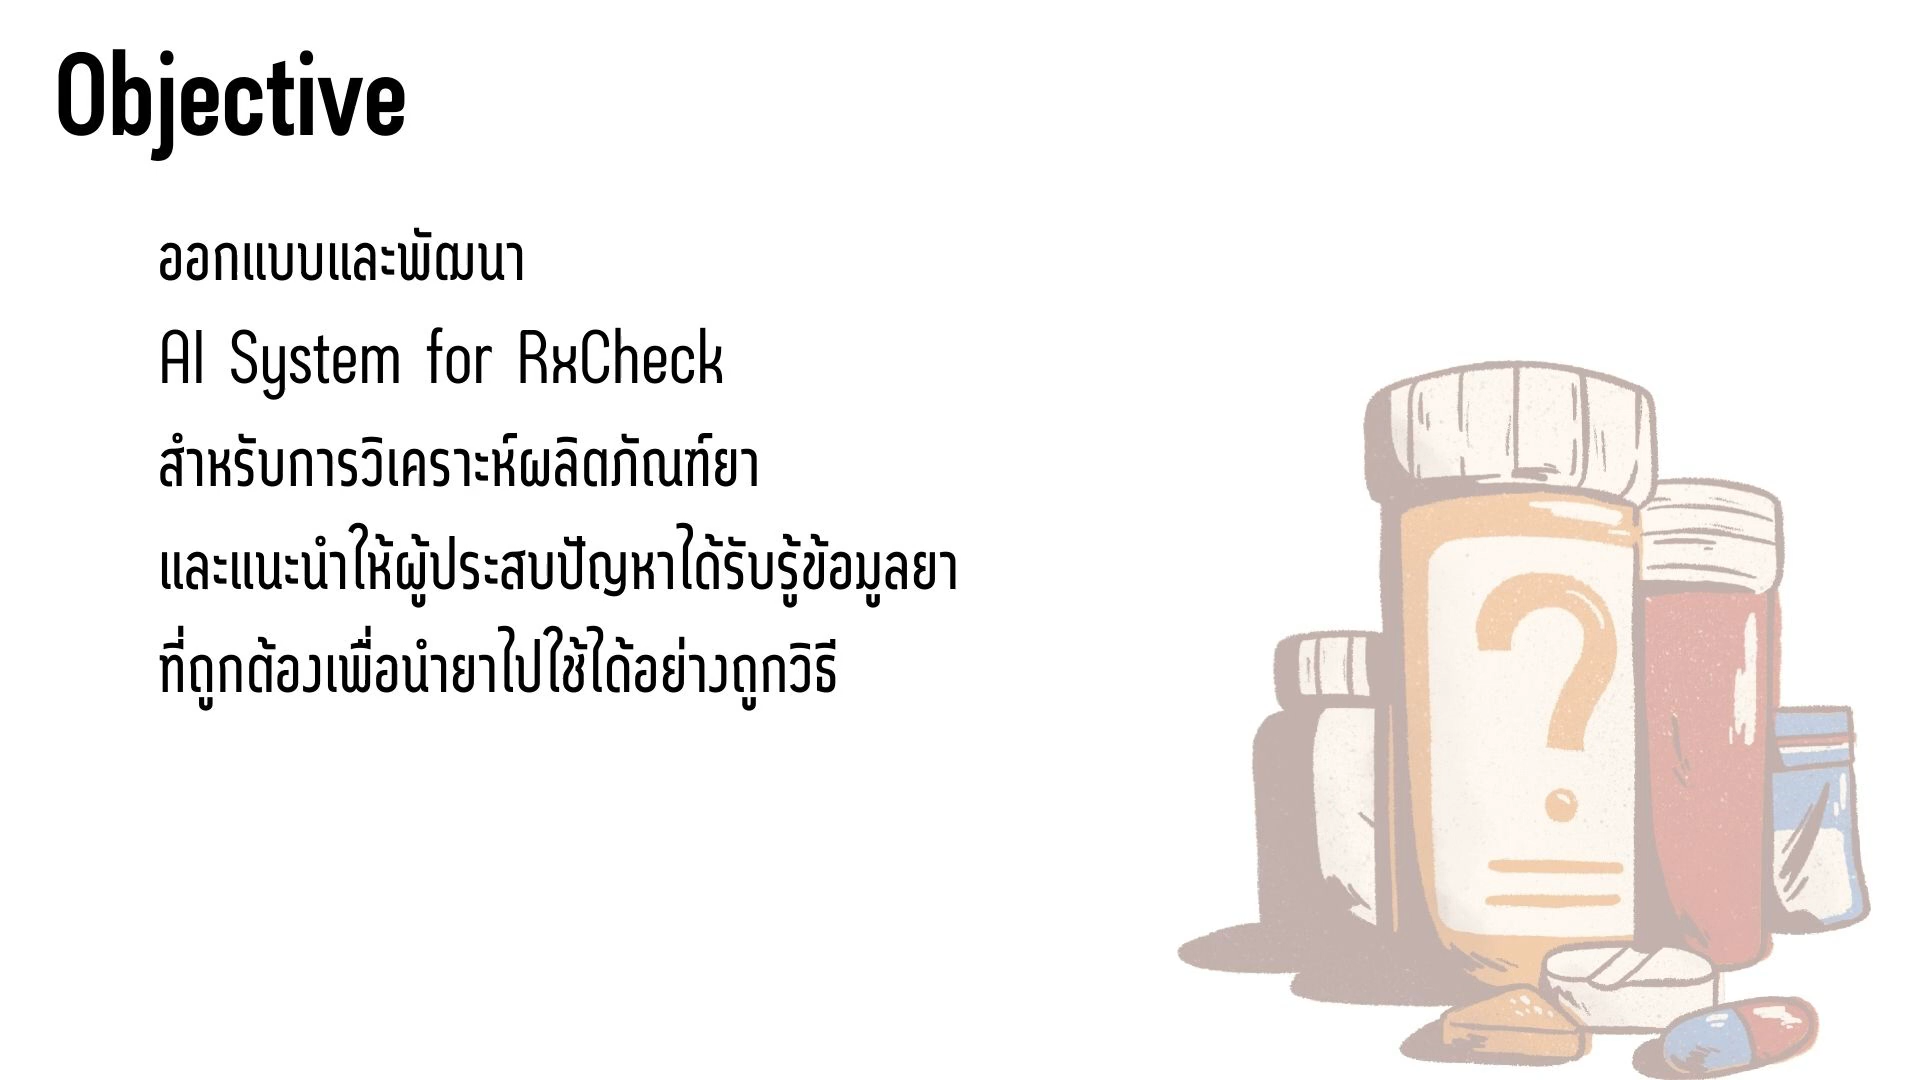 Objective
ออกแบบและพัฒนา
AI System for RxCheck
สำหรับการวิเคราะห์ผลิตภัณฑ์ยา
และแนะนำให้ผู้ประสบปัญหาได้รับรู้ข้อมูลยา
ที่ถูกต้องเพื่อนำยาไปใช้ได้อย่างถูกวิธี
?